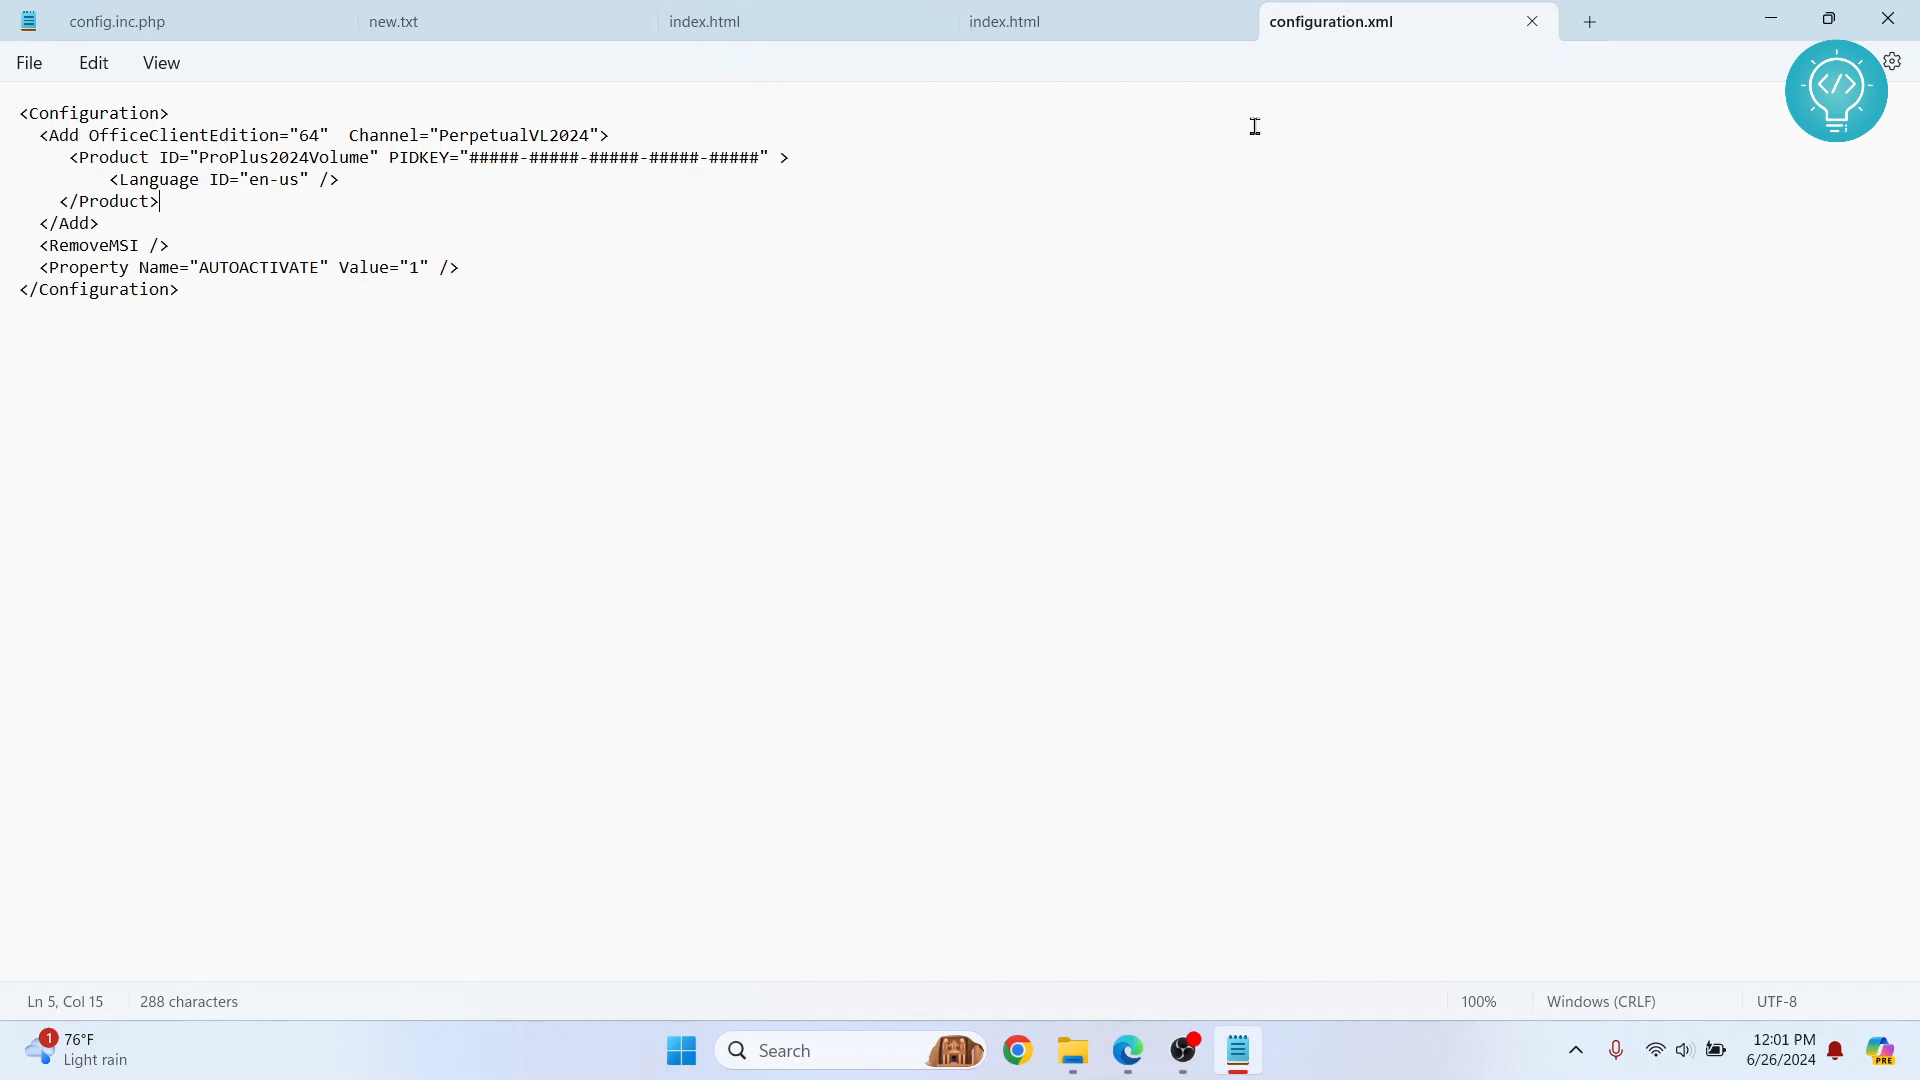 config.inc.php
new.txt
index.html
index.html
configuration.xml
File
Edit
View
</>
<Configuration>
  <Add OfficeClientEdition="64"  Channel="PerpetualVL2024">
     <Product ID="ProPlus2024Volume" PIDKEY="#####-#####-#####-#####-#####" >
         <Language ID="en-us" />
    </Product>
  </Add>
  <RemoveMSI />
  <Property Name="AUTOACTIVATE" Value="1" />
</Configuration>
Ln 5, Col 15
288 characters
100%
Windows (CRLF)
UTF-8
1
76°F
Light rain
Search
12:01 PM
6/26/2024
PRE